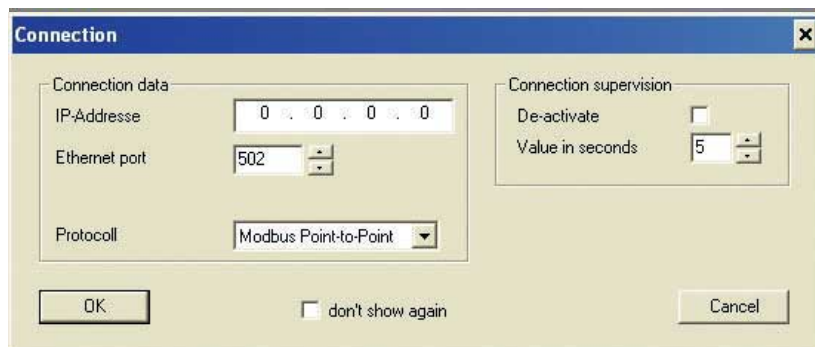 Connection
Connection data
IP-Addresse 0 . 0 . 0 . 0
Ethernet port 502
Protocoll Modbus Point-to-Point
Connection supervision
De-activate
Value in seconds 5
OK
don't show again
Cancel